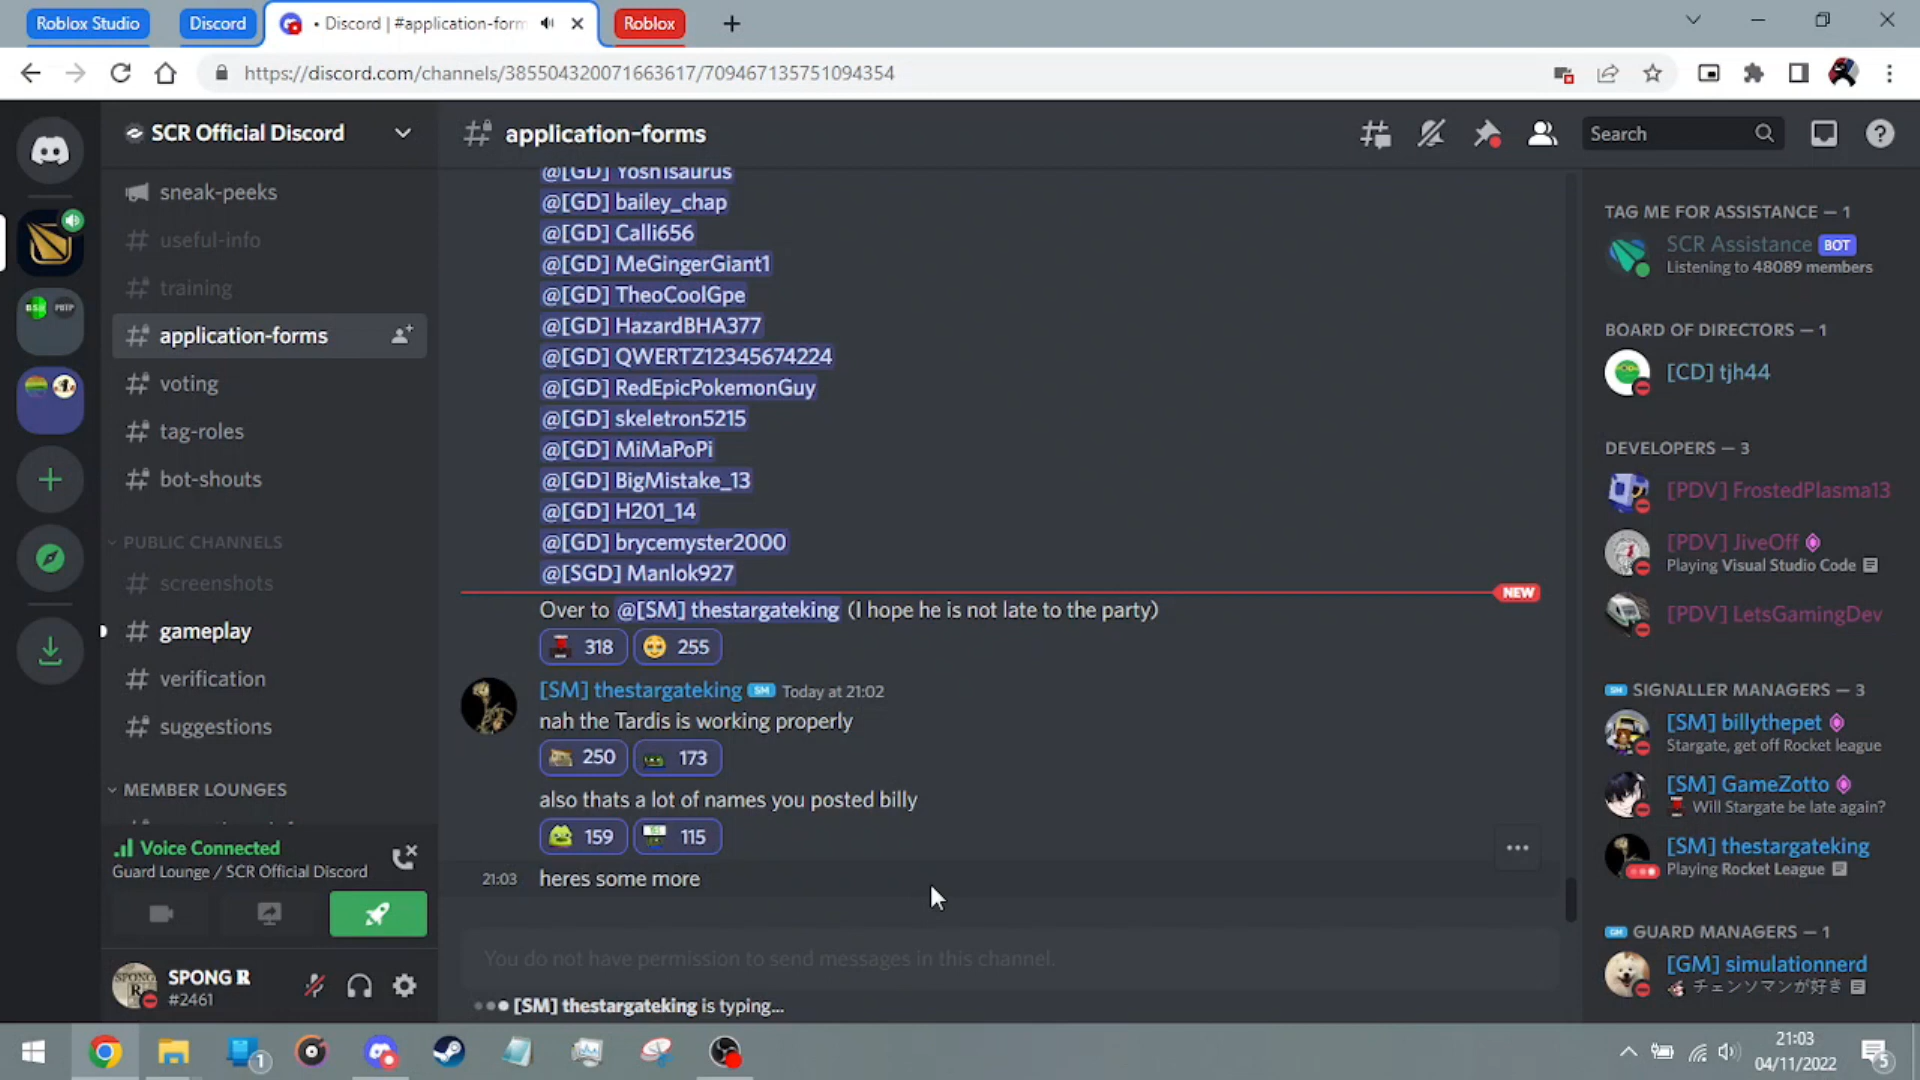 Roblox Studio
Discord
• Discord | #application-form
Roblox
https://discord.com/channels/385504320071663617/709467135751094354
SCR Official Discord
sneak-peeks
useful-info
training
application-forms
voting
tag-roles
bot-shouts
PUBLIC CHANNELS
screenshots
gameplay
verification
suggestions
MEMBER LOUNGES
Voice Connected
Guard Lounge / SCR Official Discord
SPONG R
#2461
application-forms
Search
@[GD] Yosh1saurus
@[GD] bailey_chap
@[GD] Calli656
@[GD] MeGingerGiant1
@[GD] TheoCoolGpe
@[GD] HazardBHA377
@[GD] QWERTZ12345674224
@[GD] RedEpicPokemonGuy
@[GD] skeletron5215
@[GD] MiMaPoPi
@[GD] BigMistake_13
@[GD] H201_14
@[GD] brycemyster2000
@[SGD] Manlok927
NEW
Over to @[SM] thestargateking (I hope he is not late to the party)
318 255
[SM] thestargateking SM Today at 21:02
nah the Tardis is working properly
250 173
also thats a lot of names you posted billy
159 115
21:03 heres some more
You do not have permission to send messages in this channel.
[SM] thestargateking is typing...
TAG ME FOR ASSISTANCE — 1
SCR Assistance BOT
Listening to 48089 members
BOARD OF DIRECTORS — 1
[CD] tjh44
DEVELOPERS — 3
[PDV] FrostedPlasma13
[PDV] JiveOff
Playing Visual Studio Code
[PDV] LetsGamingDev
SM SIGNALLER MANAGERS — 3
[SM] billythepet
Stargate, get off Rocket league
[SM] GameZotto
Will Stargate be late again?
[SM] thestargateking
Playing Rocket League
GM GUARD MANAGERS — 1
[GM] simulationnerd
チェンソマンが好き
1
21:03
04/11/2022
5